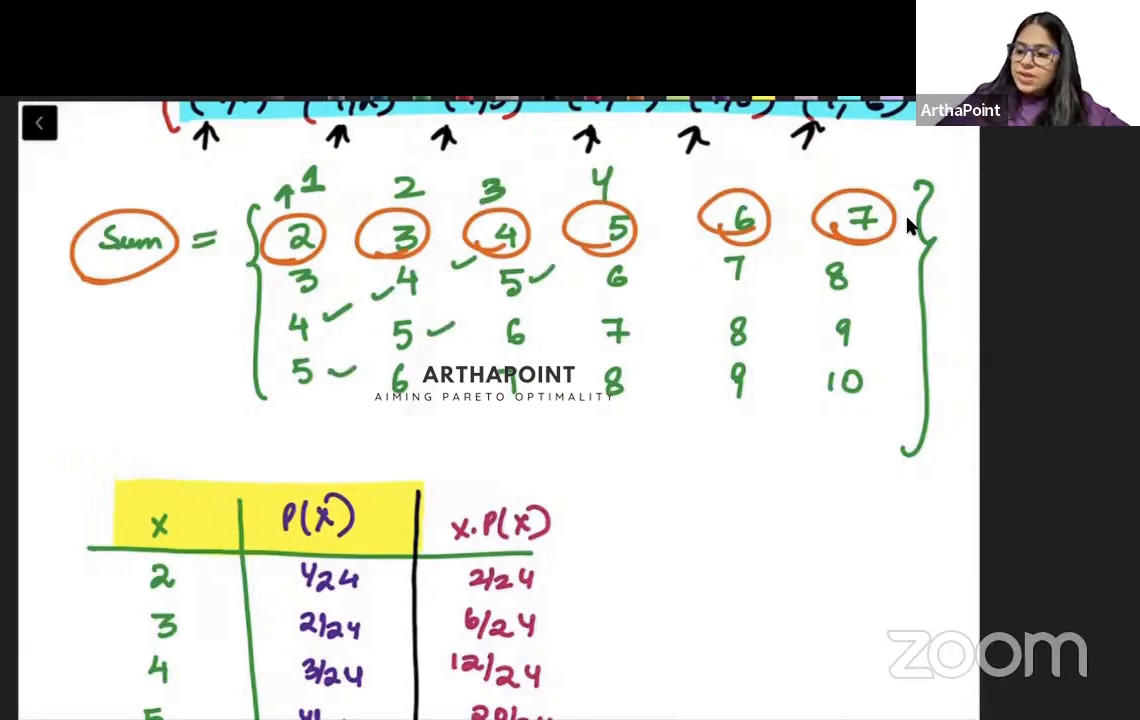 ArthaPoint
1 2 3 4
Sum = { 2 3 4 5 6 7 }
3 4 5 6 7 8
4 5 6 7 8 9
5 6 7 8 9 10
ARTHAPOINT
AIMING PARETO OPTIMALITY
x P(x) x.P(x)
2 1/24 2/24
3 2/24 6/24
4 3/24 12/24
zoom